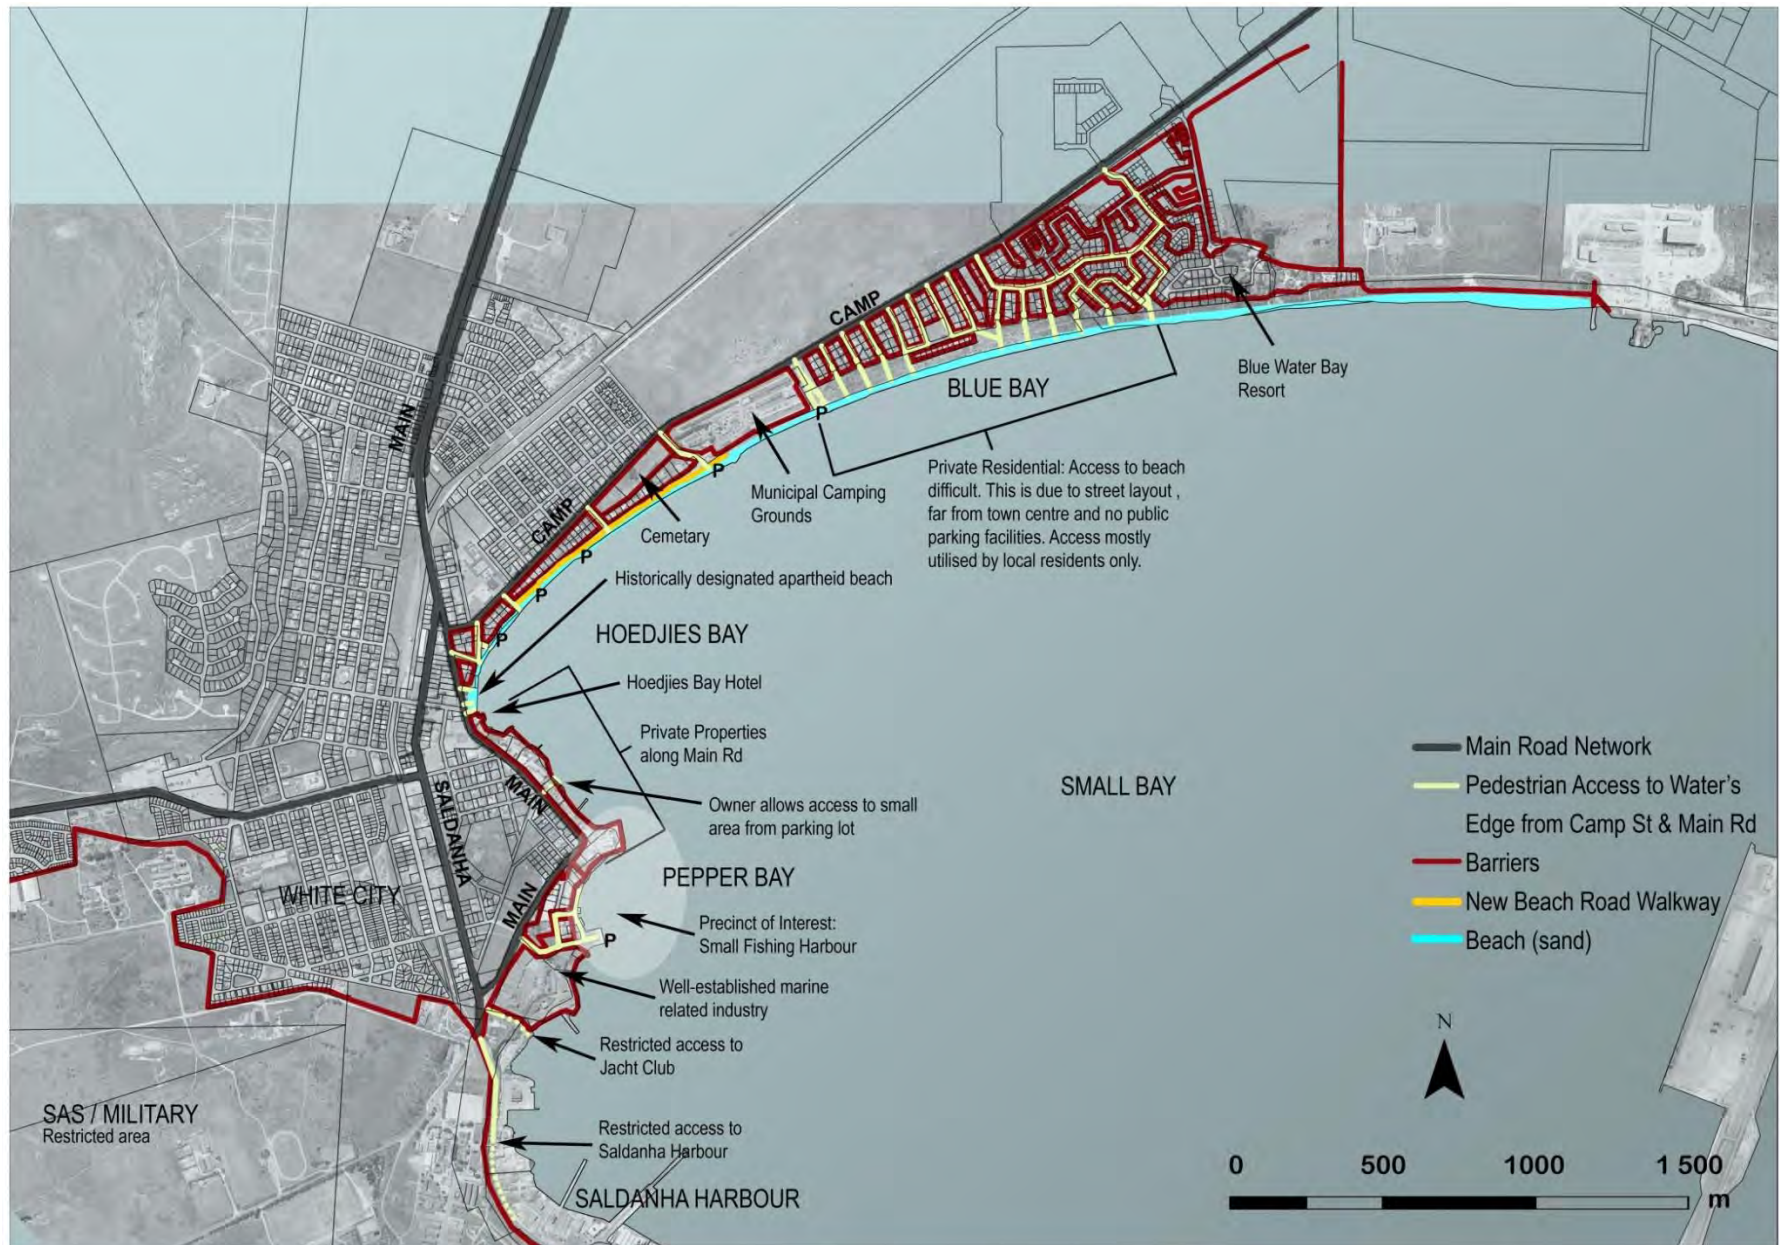 MAIN
CAMP
BLUE BAY
Blue Water Bay
Resort
P
P
Private Residential: Access to beach
difficult. This is due to street layout ,
far from town centre and no public
parking facilities. Access mostly
utilised by local residents only.
Municipal Camping
Grounds
CAMP
Cemetary
P
Historically designated apartheid beach
P
HOEDJIES BAY
P
Hoedjies Bay Hotel
Private Properties
along Main Rd
MAIN
SALDANHA
Owner allows access to small
area from parking lot
SMALL BAY
PEPPER BAY
WHITE CITY
MAIN
Precinct of Interest:
Small Fishing Harbour
P
Well-established marine
related industry
Restricted access to
Jacht Club
SAS / MILITARY
Restricted area
Restricted access to
Saldanha Harbour
SALDANHA HARBOUR
Main Road Network
Pedestrian Access to Water's
Edge from Camp St & Main Rd
Barriers
New Beach Road Walkway
Beach (sand)
N
0 500 1000 1 500
m